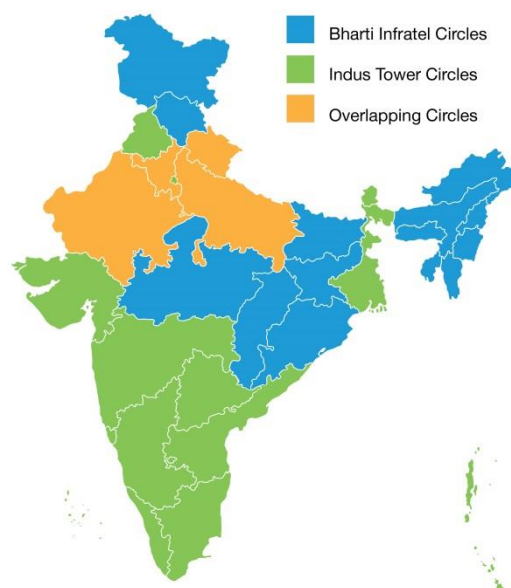 Bharti Infratel Circles
Indus Tower Circles
Overlapping Circles